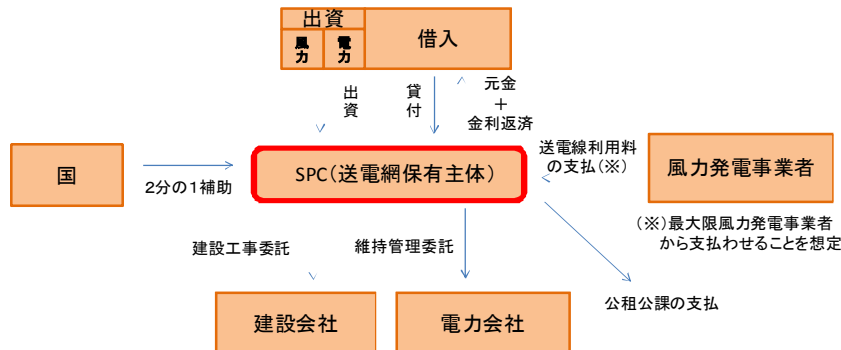 出資
風力
電力
借入
出資
貸付
元金
＋
金利返済
国
2分の1補助
SPC(送電網保有主体)
送電線利用料
の支払(※)
風力発電事業者
(※)最大限風力発電事業者
から支払わせることを想定
建設工事委託
維持管理委託
公租公課の支払
建設会社
電力会社